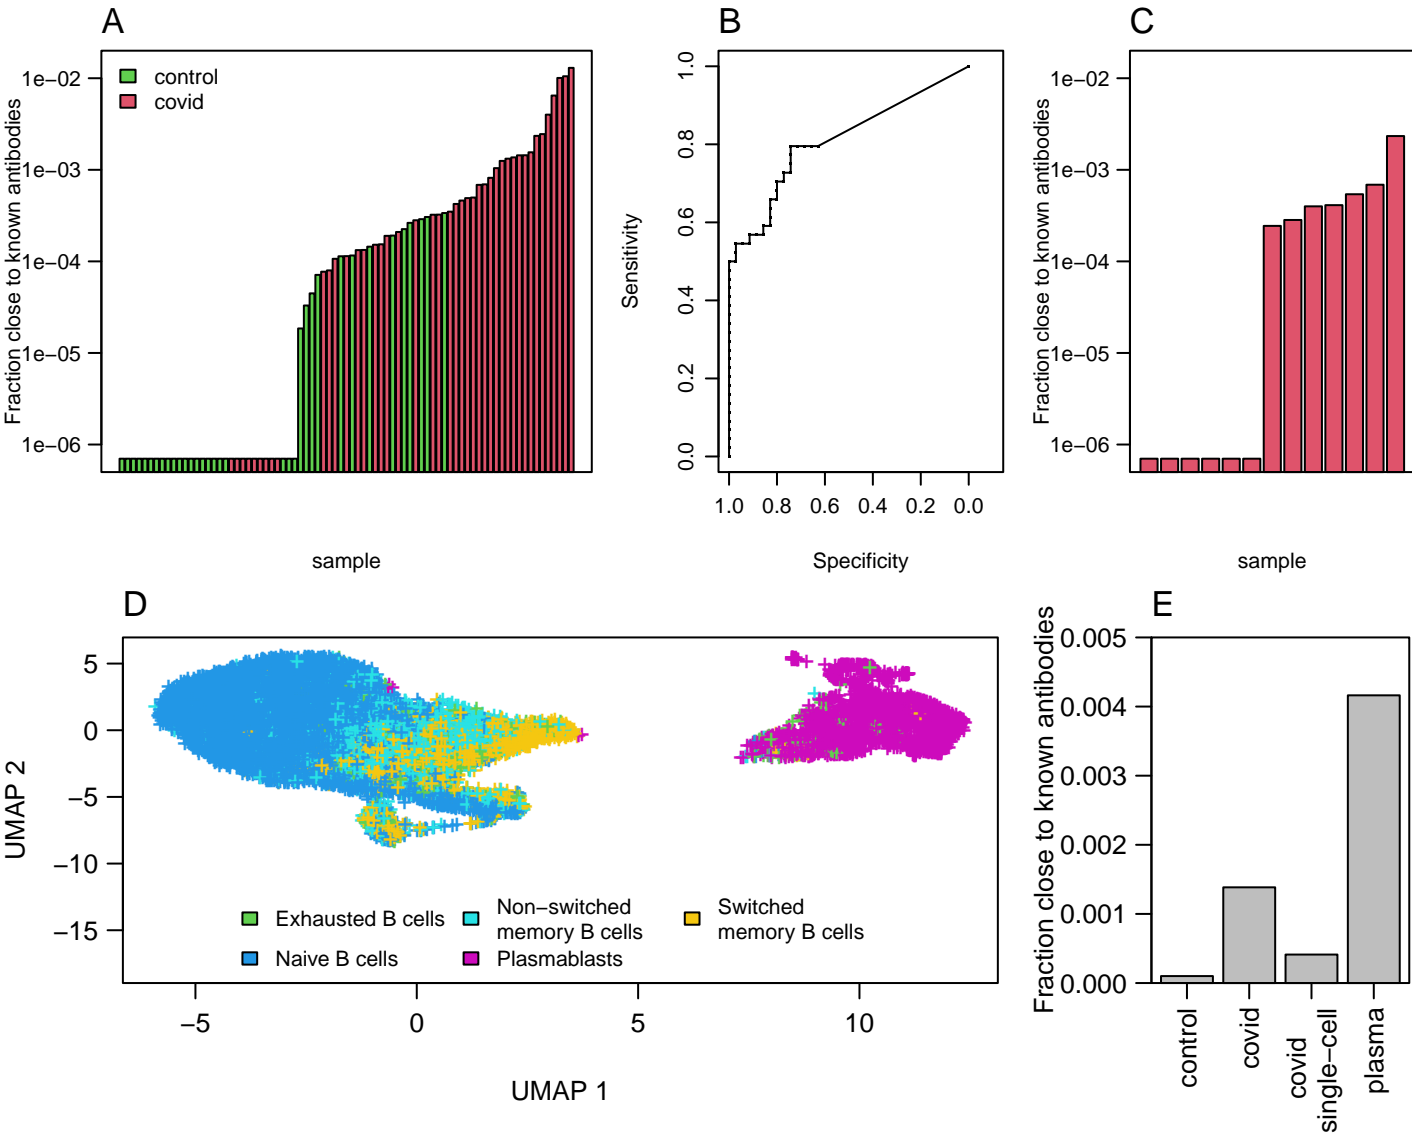 A
Fraction close to known antibodies
1e−02
1e−03
1e−04
1e−05
1e−06
control
covid
sample
B
Sensitivity
1.0
0.8
0.6
0.4
0.2
0.0
1.0 0.8 0.6 0.4 0.2 0.0
Specificity
C
Fraction close to known antibodies
1e−02
1e−03
1e−04
1e−05
1e−06
sample
D
UMAP 2
5
0
−5
−10
−15
Exhausted B cells
Naive B cells
Non−switched
memory B cells
Plasmablasts
Switched
memory B cells
−5 0 5 10
UMAP 1
E
Fraction close to known antibodies
0.005
0.004
0.003
0.002
0.001
0.000
control
covid
covid
single−cell
plasma